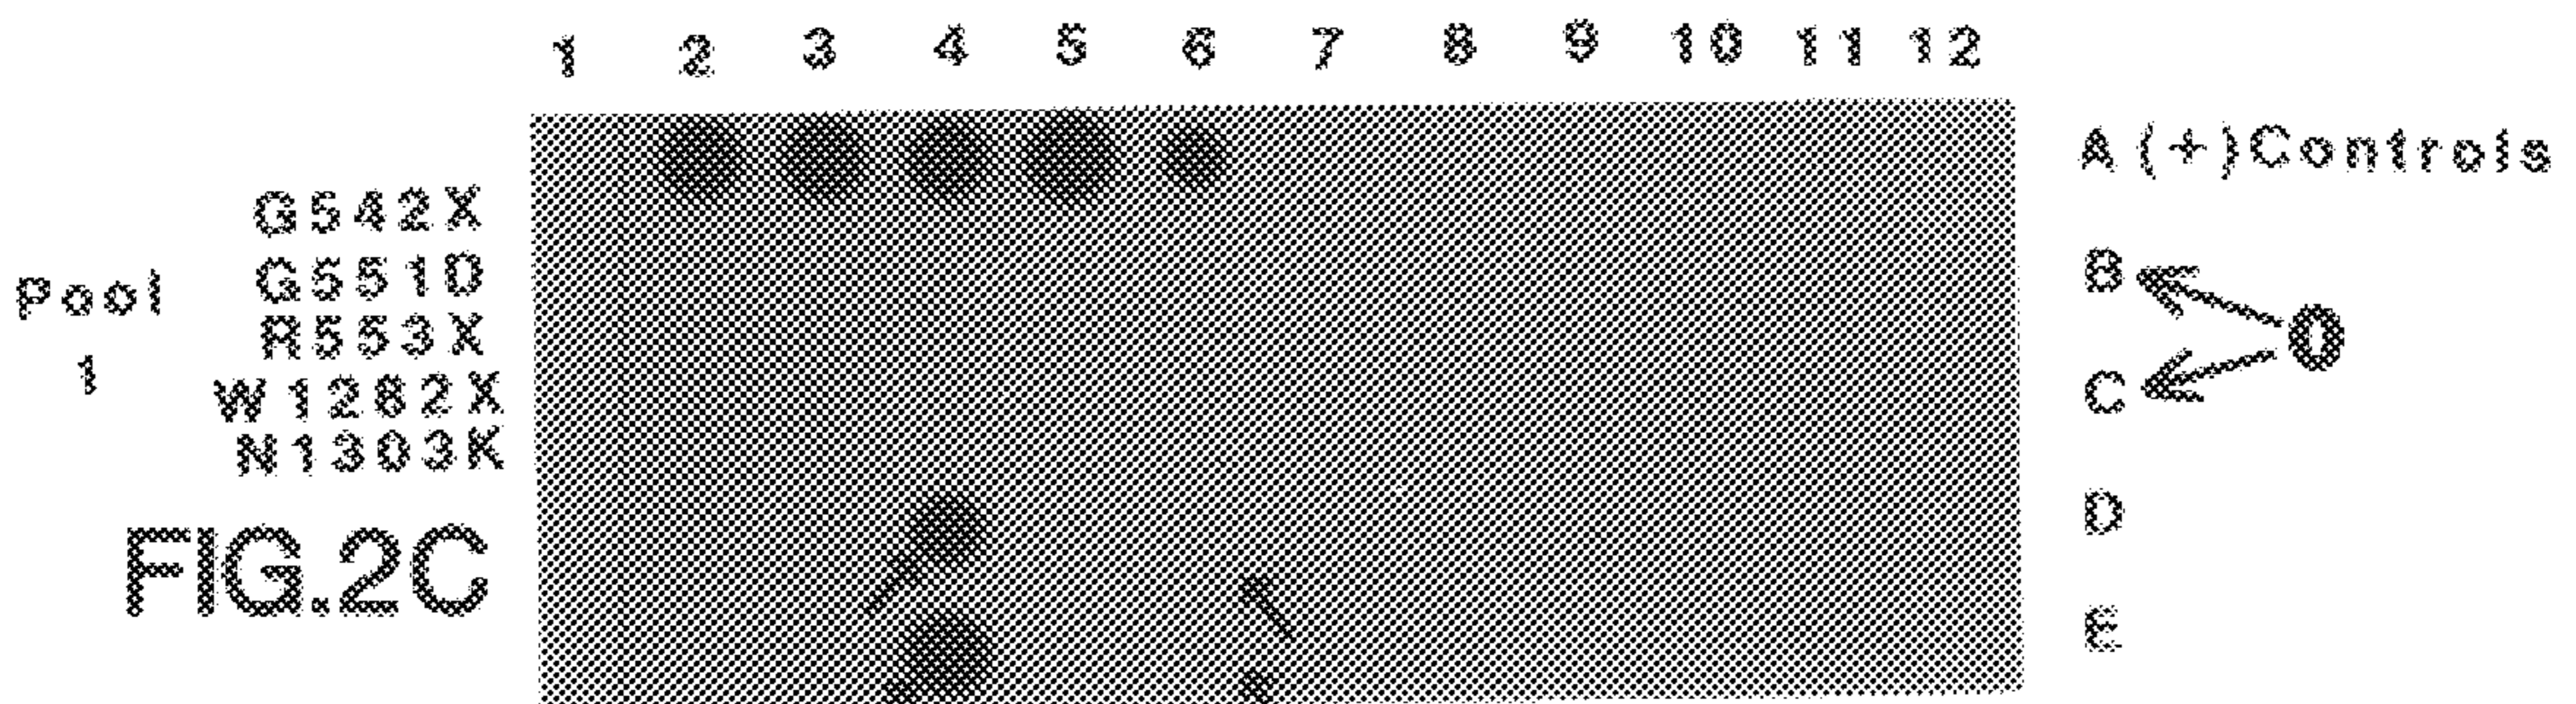 1 2 3 4 5 6 7 8 9 10 11 12
A (+) Controls
G542X
G551D
R553X
W1282X
N1303K
Pool
1
B
C
0
D
E
FIG.2C